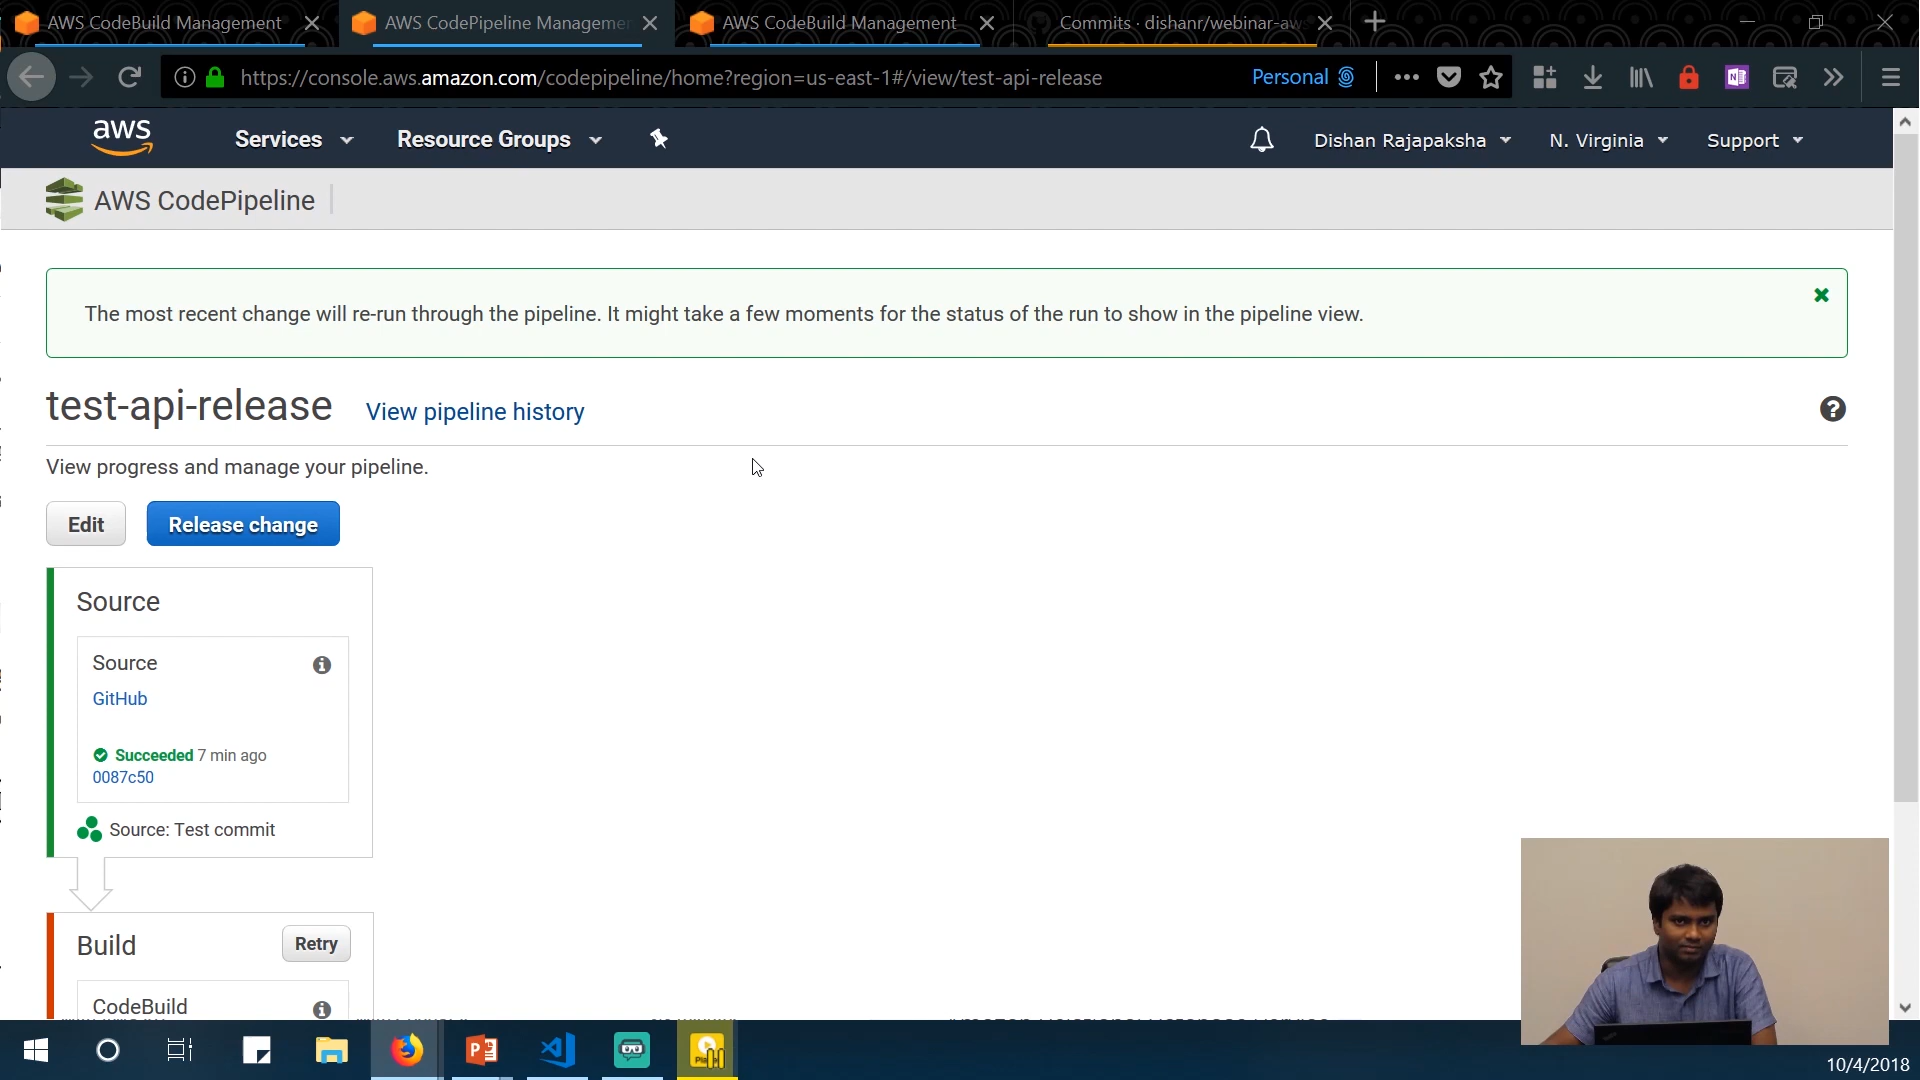 AWS CodeBuild Management
AWS CodePipeline Manageme
AWS CodeBuild Management
Commits · dishanr/webinar-aws
https://console.aws.amazon.com/codepipeline/home?region=us-east-1#/view/test-api-release
Personal
aws
Services
Resource Groups
Dishan Rajapaksha
N. Virginia
Support
AWS CodePipeline
The most recent change will re-run through the pipeline. It might take a few moments for the status of the run to show in the pipeline view.
test-api-release
View pipeline history
View progress and manage your pipeline.
Edit
Release change
Source
Source
GitHub
Succeeded 7 min ago
0087c50
Source: Test commit
Build
Retry
CodeBuild
10/4/2018